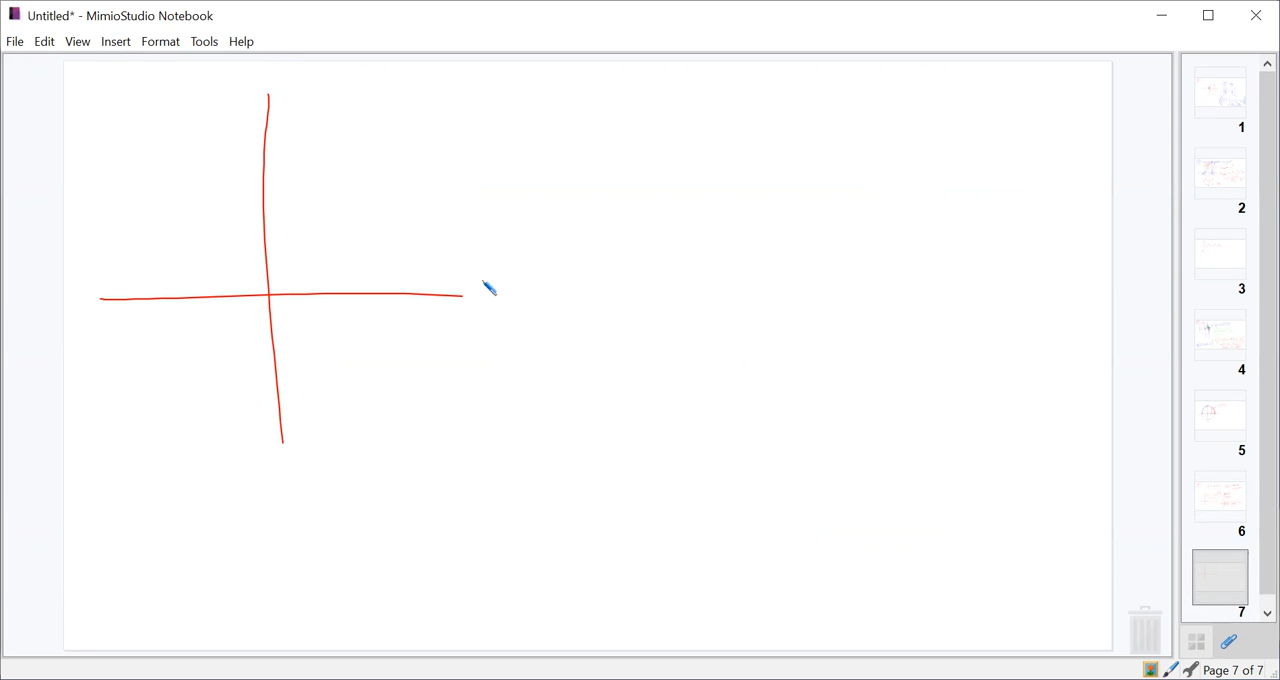 Untitled* - MimioStudio Notebook
File Edit View Insert Format Tools Help
1
2
3
4
5
6
7
Page 7 of 7